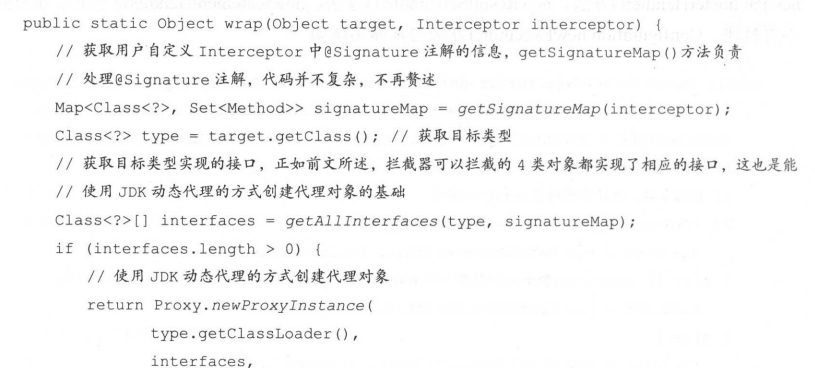 public static Object wrap(Object target, Interceptor interceptor) {
// 获取用户自定义 Interceptor 中@Signature 注解的信息，getSignatureMap()方法负责
// 处理@Signature 注解，代码并不复杂，不再赘述
Map<Class<?>, Set<Method>> signatureMap = getSignatureMap(interceptor);
Class<?> type = target.getClass(); // 获取目标类型
// 获取目标类型实现的接口，正如前文所述，拦截器可以拦截的 4 类对象都实现了相应的接口，这也是能
// 使用 JDK 动态代理的方式创建代理对象的基础
Class<?>[] interfaces = getAllInterfaces(type, signatureMap);
if (interfaces.length > 0) {
// 使用 JDK 动态代理的方式创建代理对象
return Proxy.newProxyInstance(
type.getClassLoader(),
interfaces,